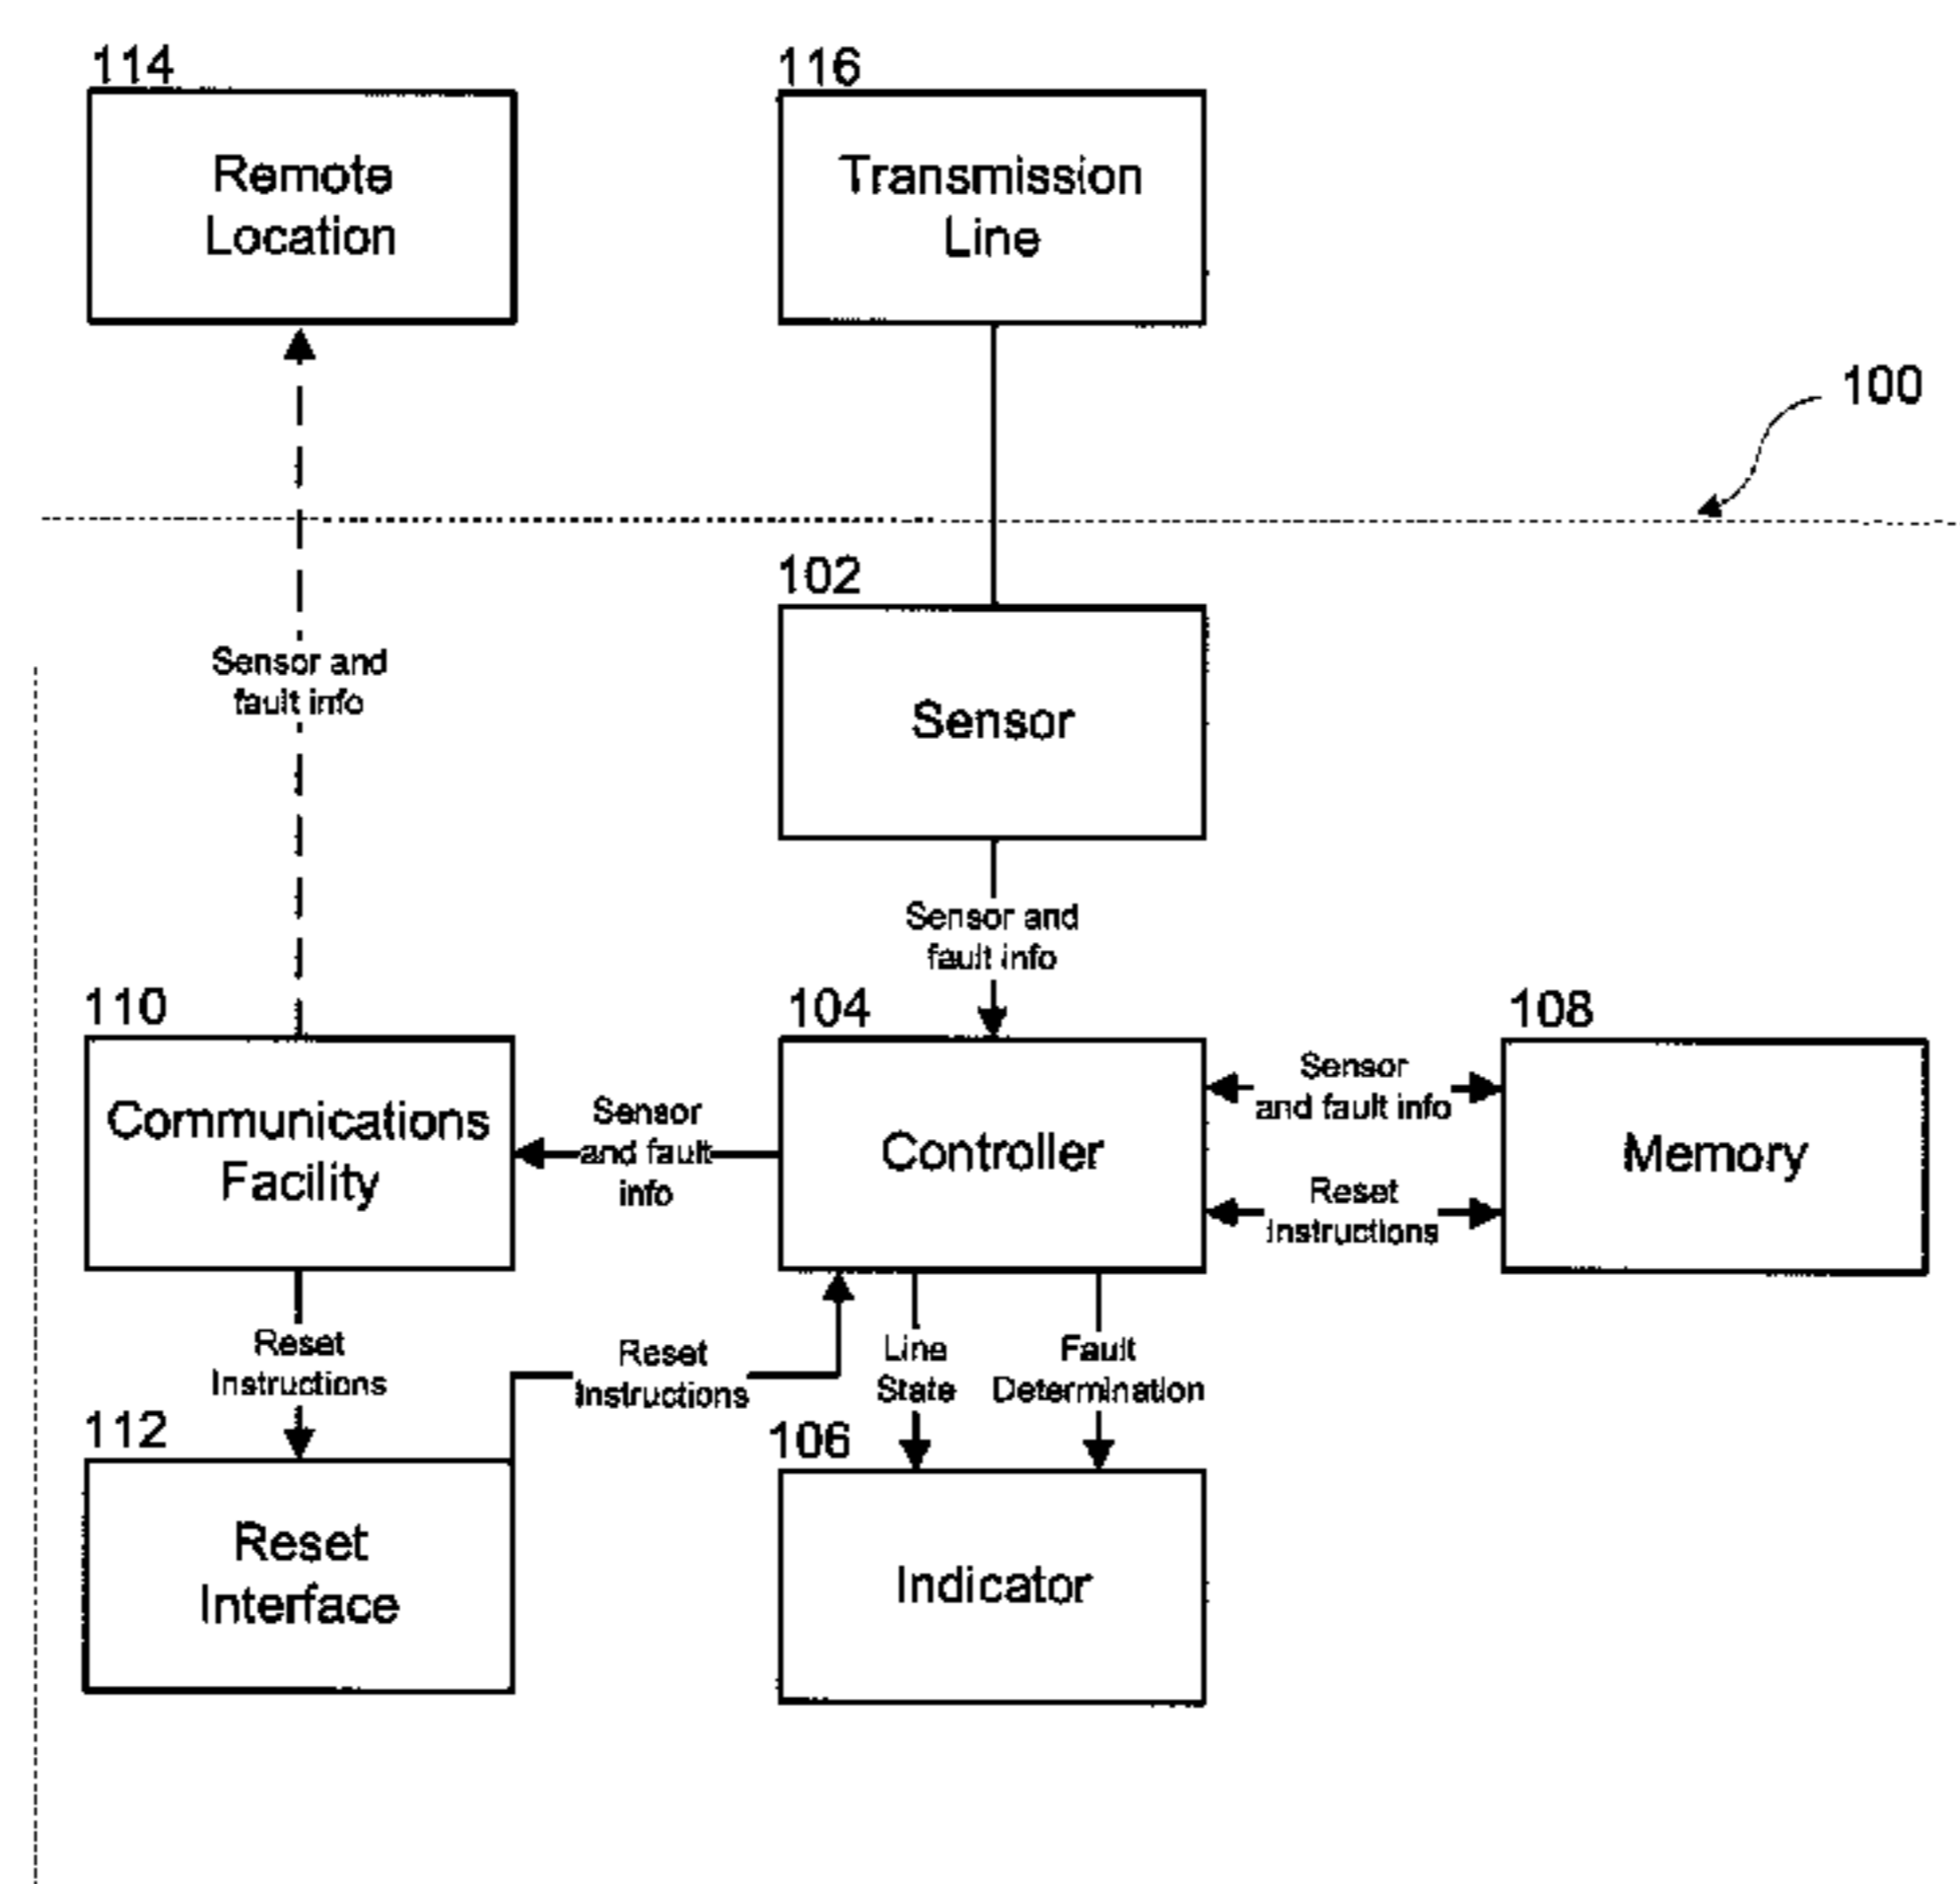 114
Remote
Location
116
Transmission
Line
100
102
Sensor
Sensor and
fault info
Sensor and
fault info
110
Communications
Facility
Sensor
and fault
info
104
Controller
Sensor
and fault info
Reset
Instructions
108
Memory
Reset
Instructions
Reset
Instructions
Line
State
Fault
Determination
112
Reset
Interface
106
Indicator